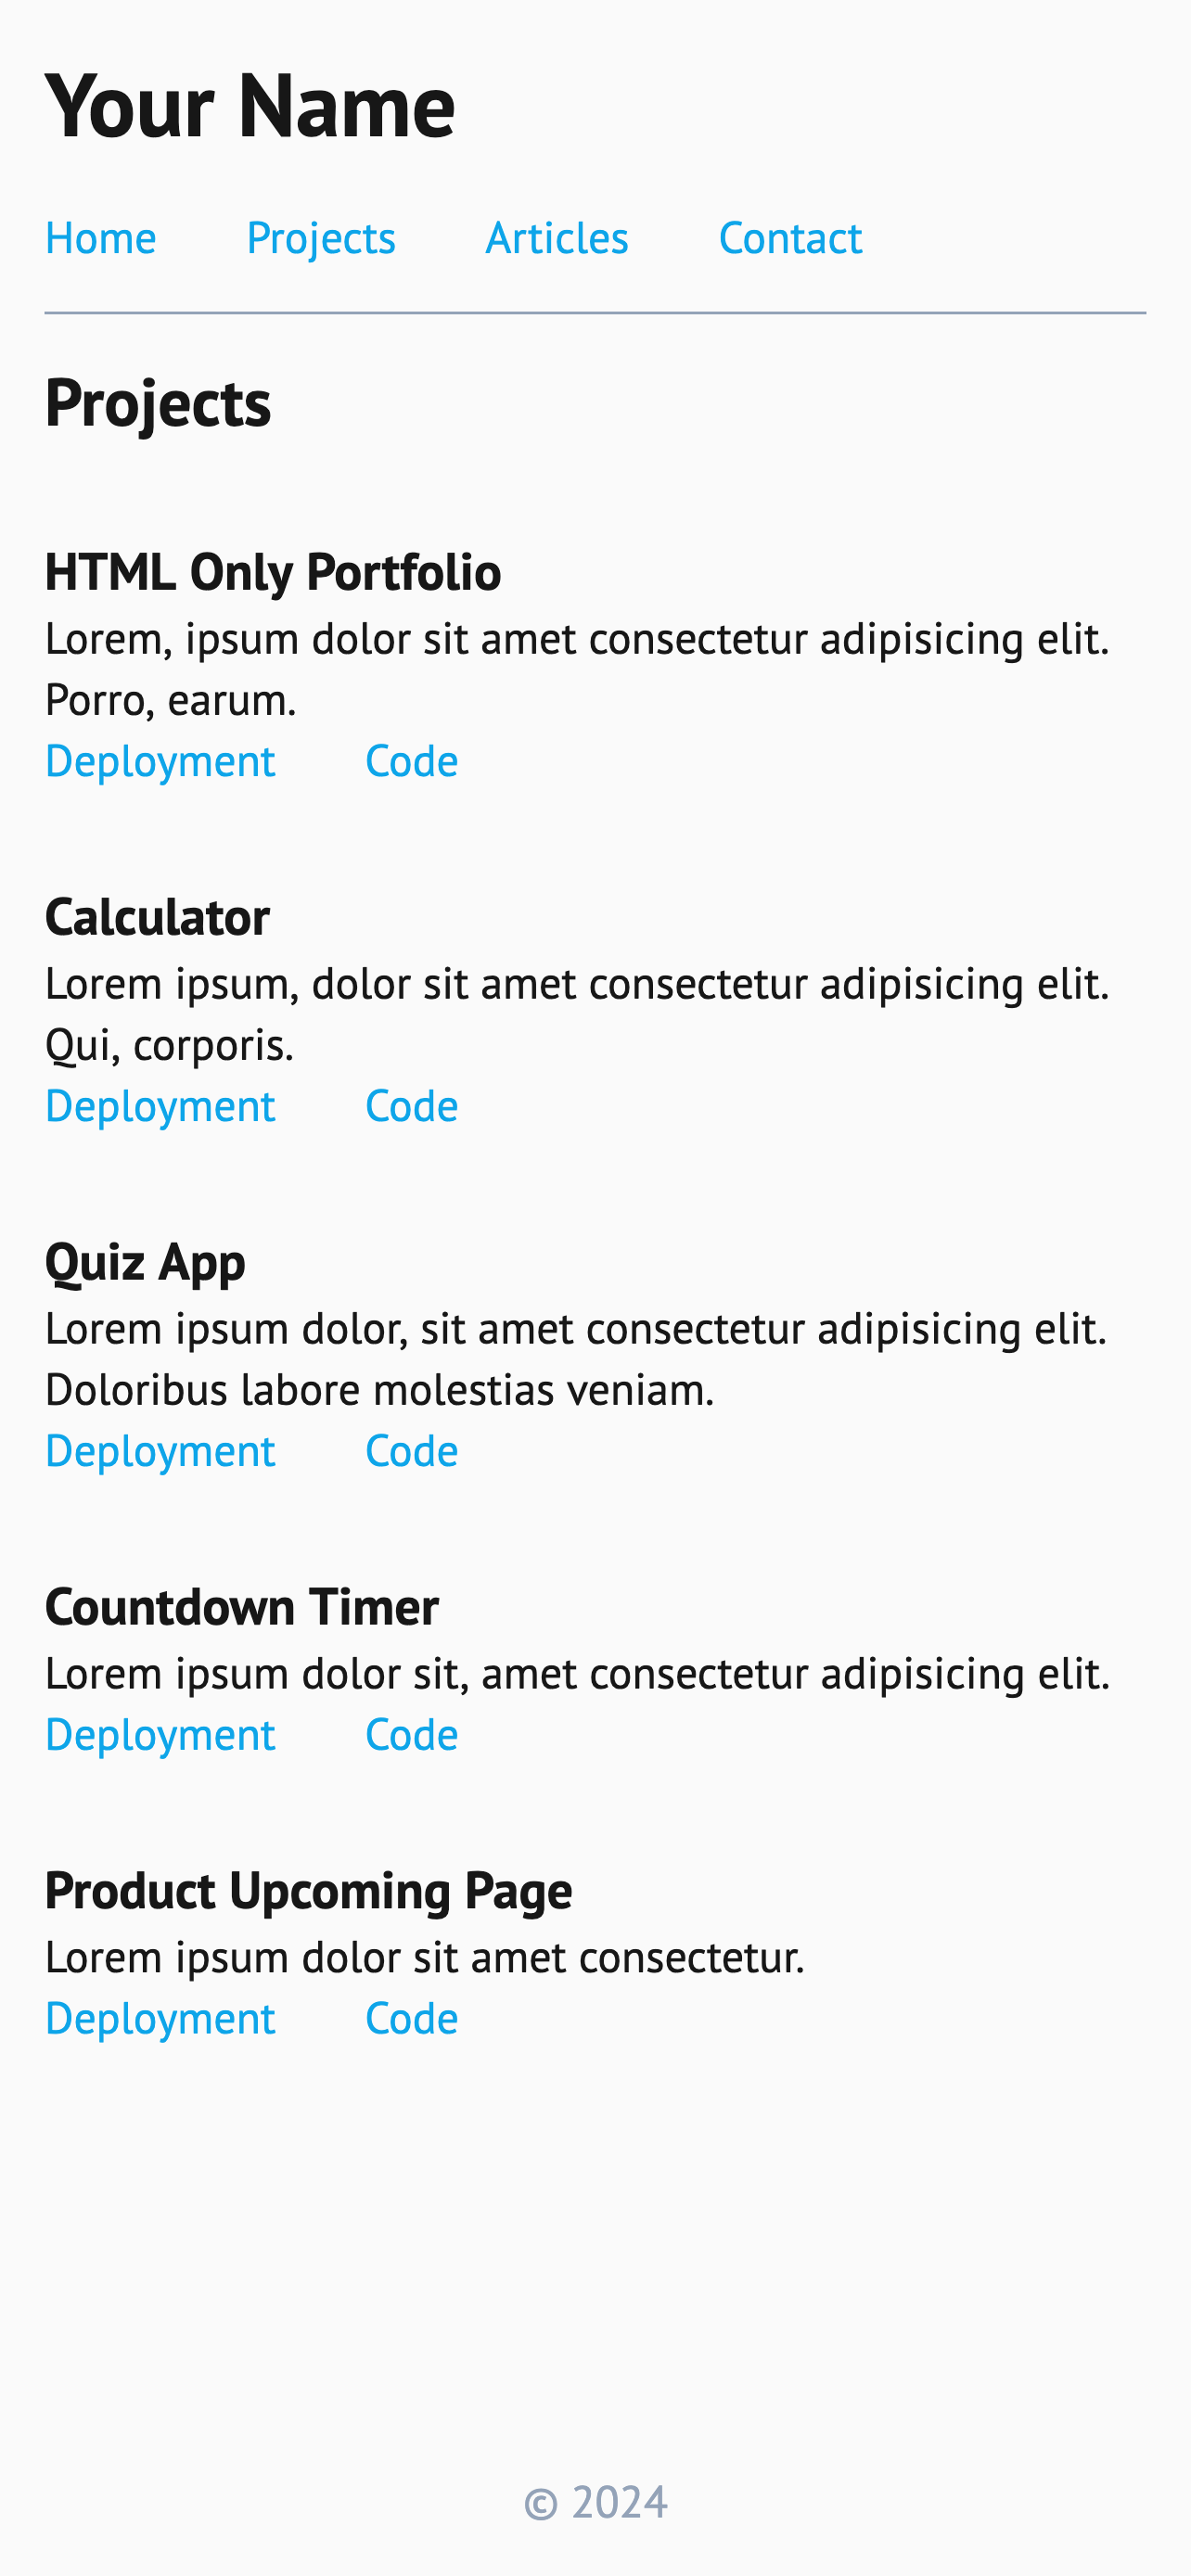 Your Name
Home Projects Articles Contact
Projects
HTML Only Portfolio
Lorem, ipsum dolor sit amet consectetur adipisicing elit.
Porro, earum.
Deployment Code
Calculator
Lorem ipsum, dolor sit amet consectetur adipisicing elit.
Qui, corporis.
Deployment Code
Quiz App
Lorem ipsum dolor, sit amet consectetur adipisicing elit.
Doloribus labore molestias veniam.
Deployment Code
Countdown Timer
Lorem ipsum dolor sit, amet consectetur adipisicing elit.
Deployment Code
Product Upcoming Page
Lorem ipsum dolor sit amet consectetur.
Deployment Code
© 2024